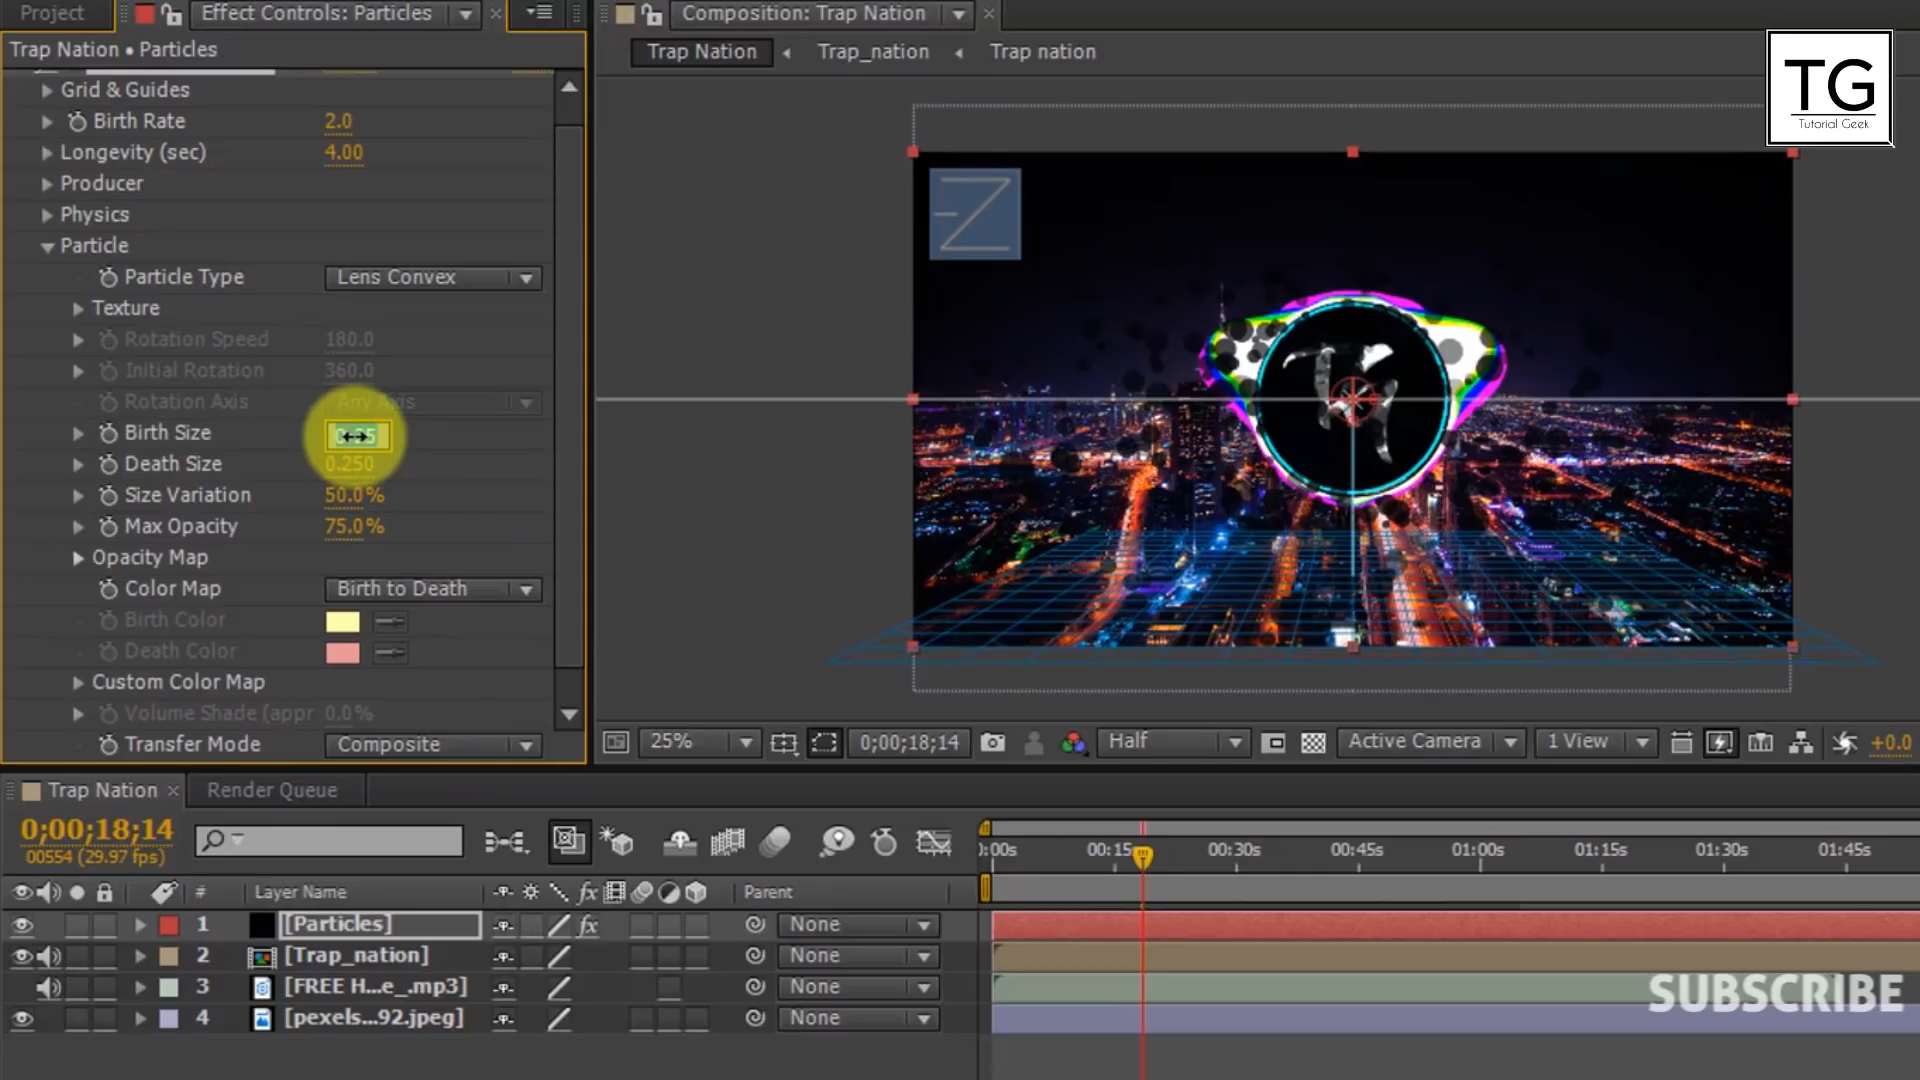 Project
Effect Controls: Particles
Composition: Trap Nation
Trap Nation • Particles
Trap Nation
Trap_nation
Trap nation
TG
Tutorial Geek
Grid & Guides
Birth Rate 2.0
Longevity (sec) 4.00
Producer
Physics
Particle
Particle Type Lens Convex
Texture
Rotation Speed 180.0
Initial Rotation 360.0
Rotation Axis Any Axis
Birth Size
Death Size 0.250
Size Variation 50.0%
Max Opacity 75.0%
Opacity Map
Color Map Birth to Death
Birth Color
Death Color
Custom Color Map
Volume Shade (appr 0.0%
Transfer Mode Composite
25% 0;00;18;14 Half Active Camera 1 View +0.0
Trap Nation
Render Queue
0;00;18;14
00554 (29.97 fps)
):00s 00:15s 00:30s 00:45s 01:00s 01:15s 01:30s 01:45s
# Layer Name fx Parent
1 [Particles] fx None
2 [Trap_nation] None
3 [FREE H...e_.mp3] None
4 [pexels...92.jpeg] None
SUBSCRIBE